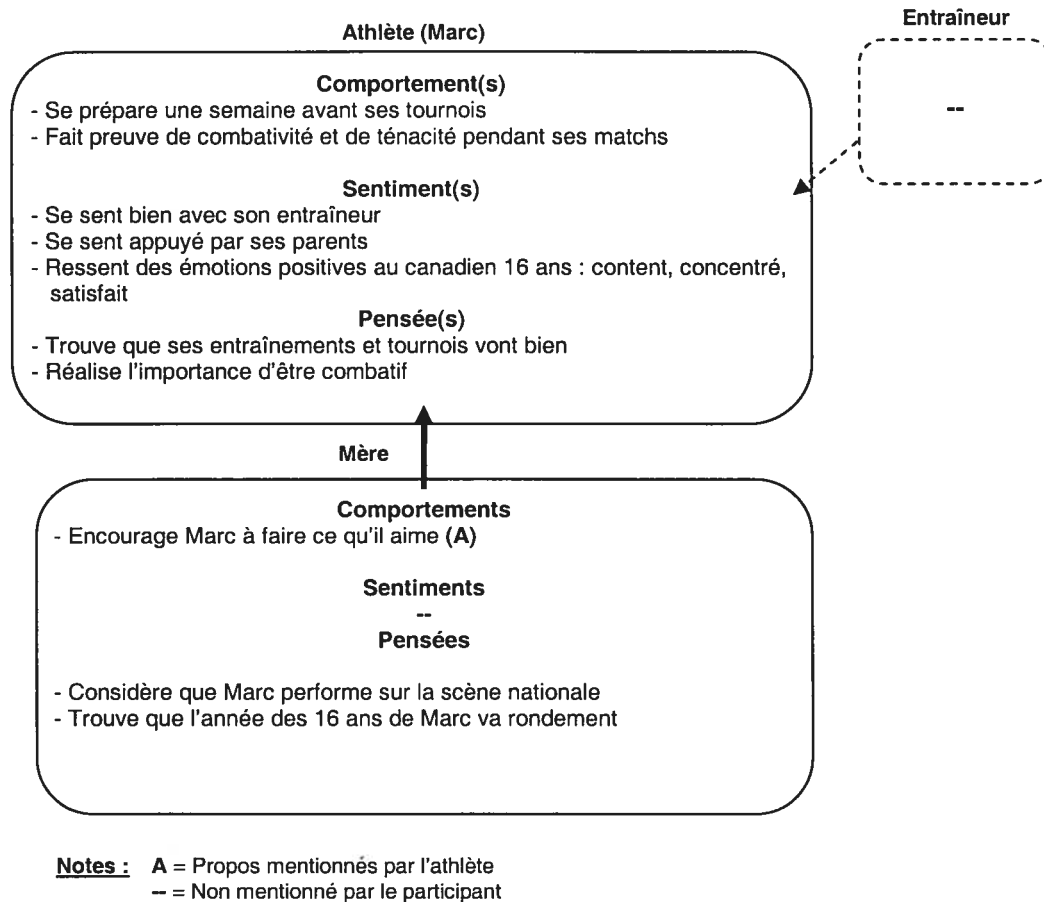 Entraîneur
--
Athlète (Marc)
Comportement(s)
- Se prépare une semaine avant ses tournois
- Fait preuve de combativité et de ténacité pendant ses matchs
Sentiment(s)
- Se sent bien avec son entraîneur
- Se sent appuyé par ses parents
- Ressent des émotions positives au canadien 16 ans : content, concentré,
satisfait
Pensée(s)
- Trouve que ses entraînements et tournois vont bien
- Réalise l'importance d'être combatif
Mère
Comportements
- Encourage Marc à faire ce qu'il aime (A)
Sentiments
--
Pensées
- Considère que Marc performe sur la scène nationale
- Trouve que l'année des 16 ans de Marc va rondement
Notes : A = Propos mentionnés par l'athlète
-- = Non mentionné par le participant